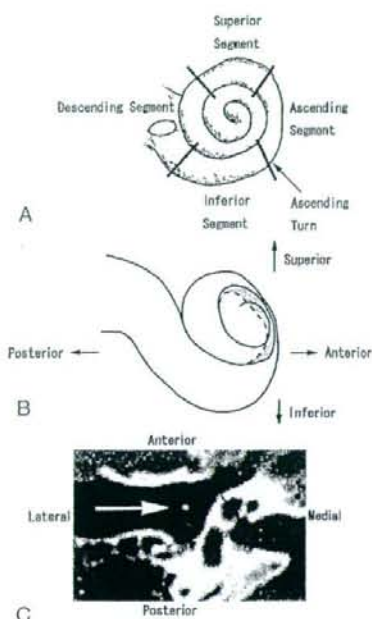 Superior
Segment
Descending Segment
Ascending
Segment
Inferior
Segment
Ascending
Turn
A
Superior
Posterior
Anterior
B
Inferior
Anterior
Lateral
Medial
Posterior
C